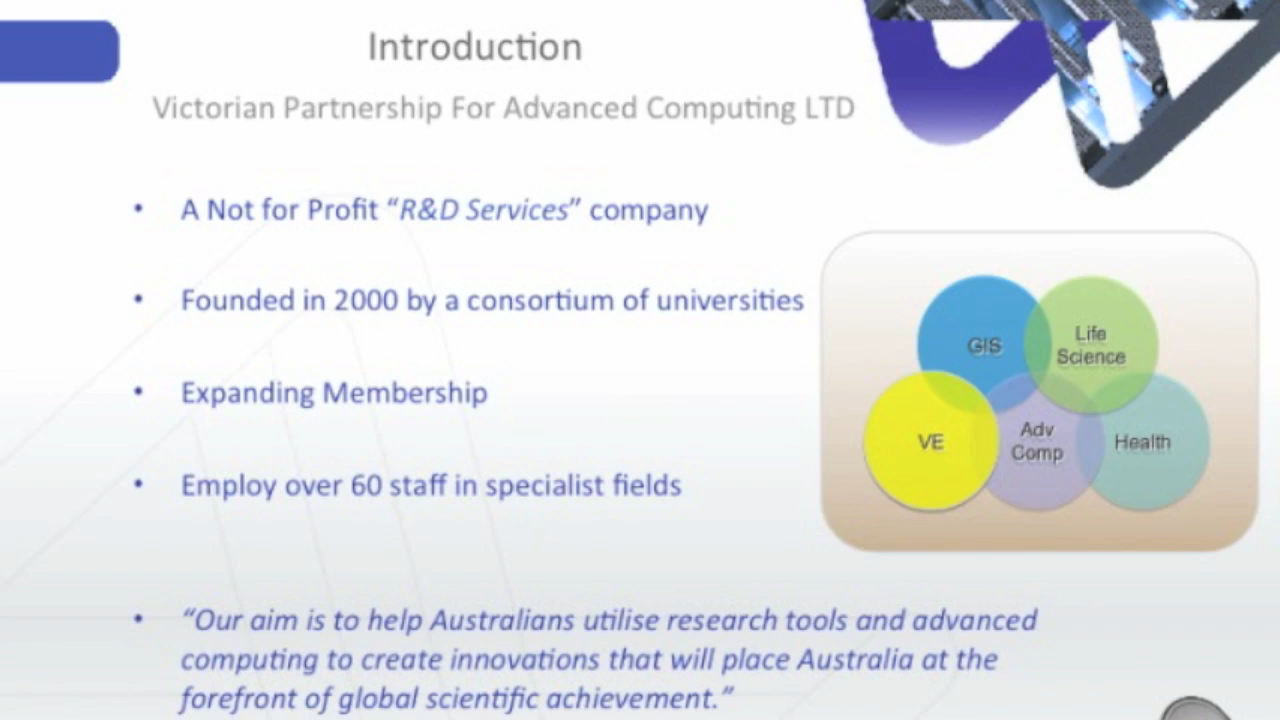 Introduction
Victorian Partnership For Advanced Computing LTD
• A Not for Profit “R&D Services” company
• Founded in 2000 by a consortium of universities
• Expanding Membership
• Employ over 60 staff in specialist fields
GIS
Life
Science
VE
Adv
Comp
Health
• “Our aim is to help Australians utilise research tools and advanced
computing to create innovations that will place Australia at the
forefront of global scientific achievement.”